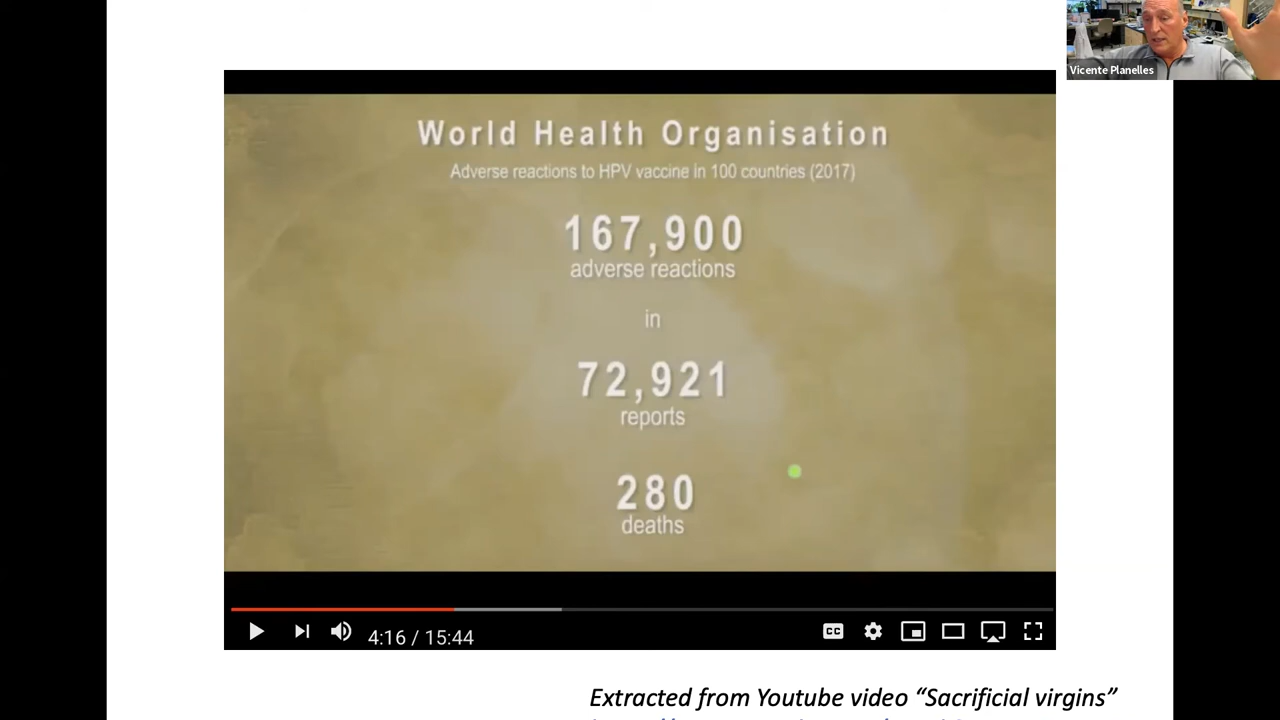 Vicente Planelles
World Health Organisation
Adverse reactions to HPV vaccine in 100 countries (2017)
167,900
adverse reactions
in
72,921
reports
280
deaths
4:16 / 15:44
CC
Extracted from Youtube video “Sacrificial virgins”